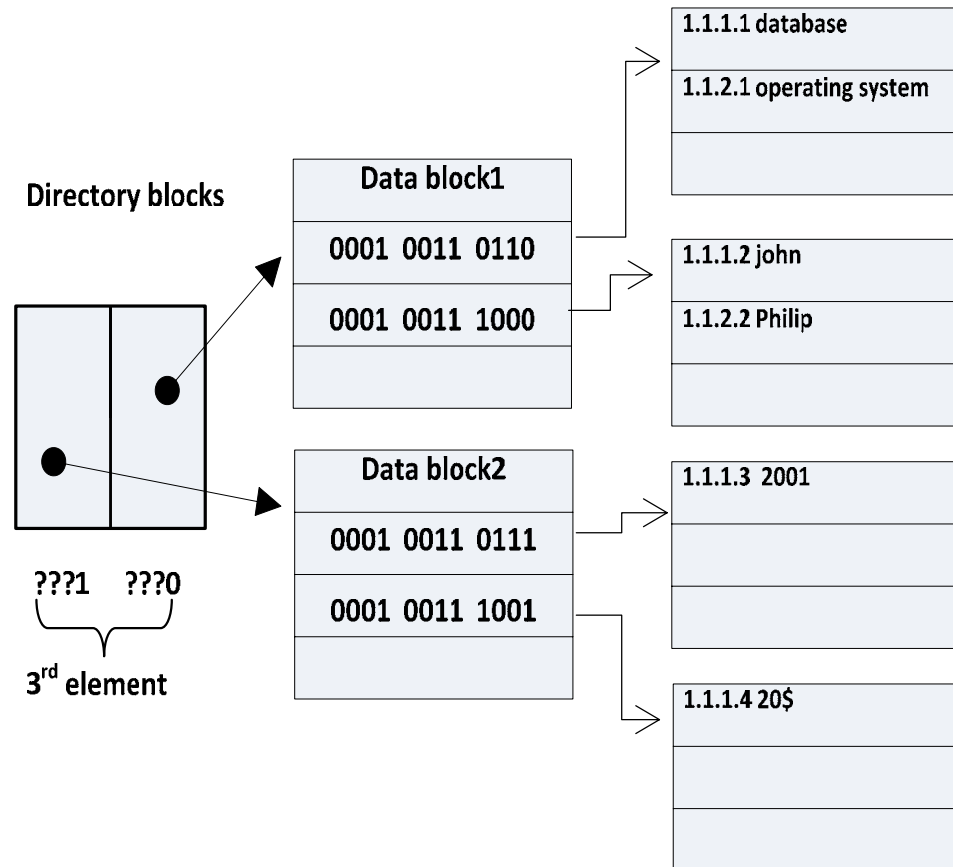 Directory blocks
???1 ???0
3rd element
Data block1
0001 0011 0110
0001 0011 1000
Data block2
0001 0011 0111
0001 0011 1001
1.1.1.1 database
1.1.2.1 operating system
1.1.1.2 john
1.1.2.2 Philip
1.1.1.3 2001
1.1.1.4 20$